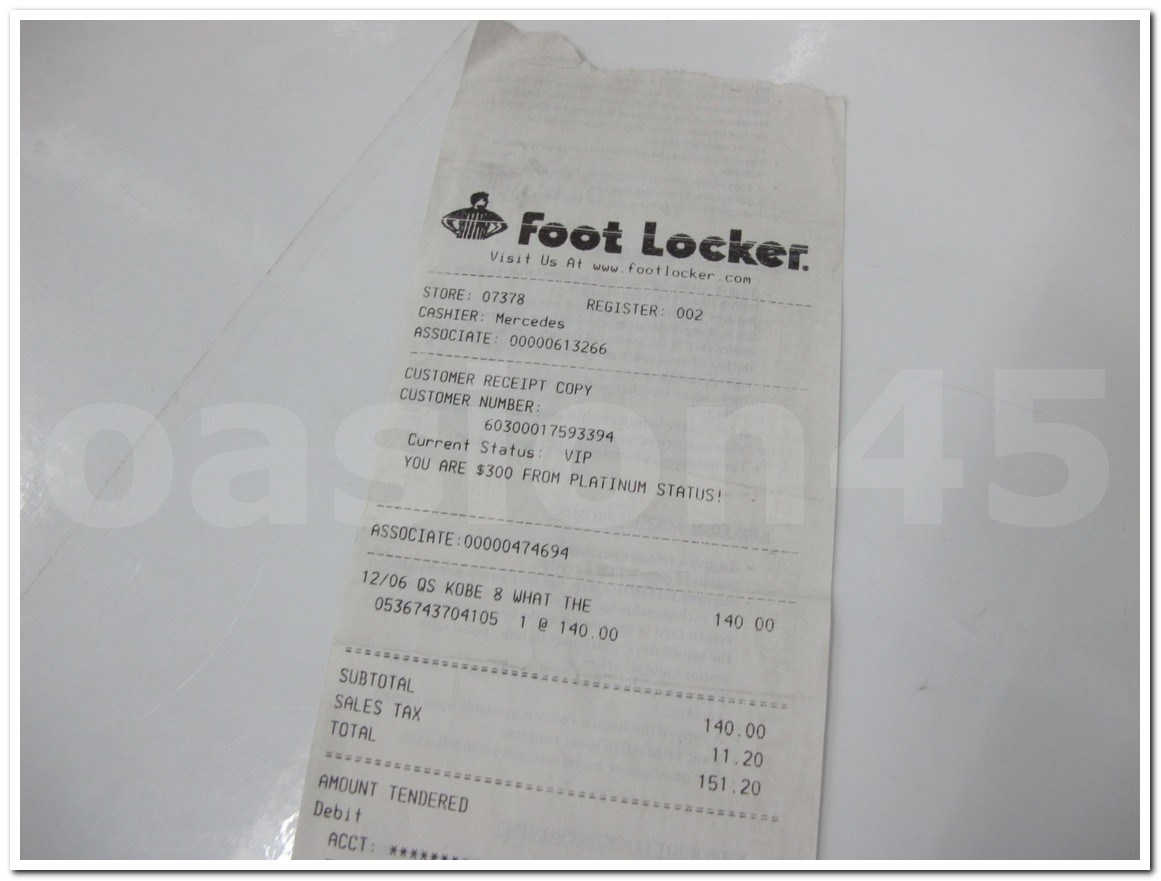 foot Locker.
Visit Us At www.footlocker.com
STORE: 07378 REGISTER: 002
CASHIER: Mercedes
ASSOCIATE: 00000613266
CUSTOMER RECEIPT COPY
CUSTOMER NUMBER:
60300017593394
Current Status: VIP
YOU ARE $300 FROM PLATINUM STATUS!
ASSOCIATE:00000474694
12/06 QS KOBE 8 WHAT THE 140.00
0536743704105 1 @ 140.00
SUBTOTAL 140.00
SALES TAX 11.20
TOTAL 151.20
AMOUNT TENDERED
Debit
ACCT: *******
oasion45